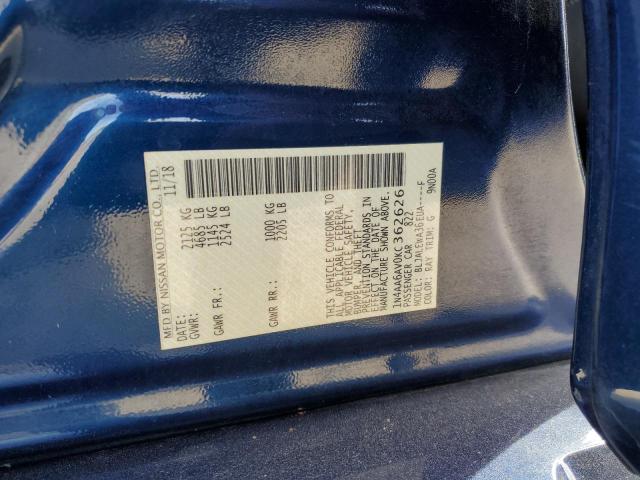 MFD BY NISSAN MOTOR CO., LTD.
DATE: 11/18
GVWR: 2125 KG
4685 LB
GAWR FR.: 1145 KG
2524 LB
GAWR RR.: 1000 KG
2205 LB
THIS VEHICLE CONFORMS TO
ALL APPLICABLE FEDERAL
MOTOR VEHICLE SAFETY,
BUMPER, AND THEFT
PREVENTION STANDARDS IN
EFFECT ON THE DATE OF
MANUFACTURE SHOWN ABOVE.
1N4AA6AV0KC362626
PASSENGER CAR 822
MODEL: BLJALEWA36EUA----F
COLOR: RAY TRIM: G 9N00A